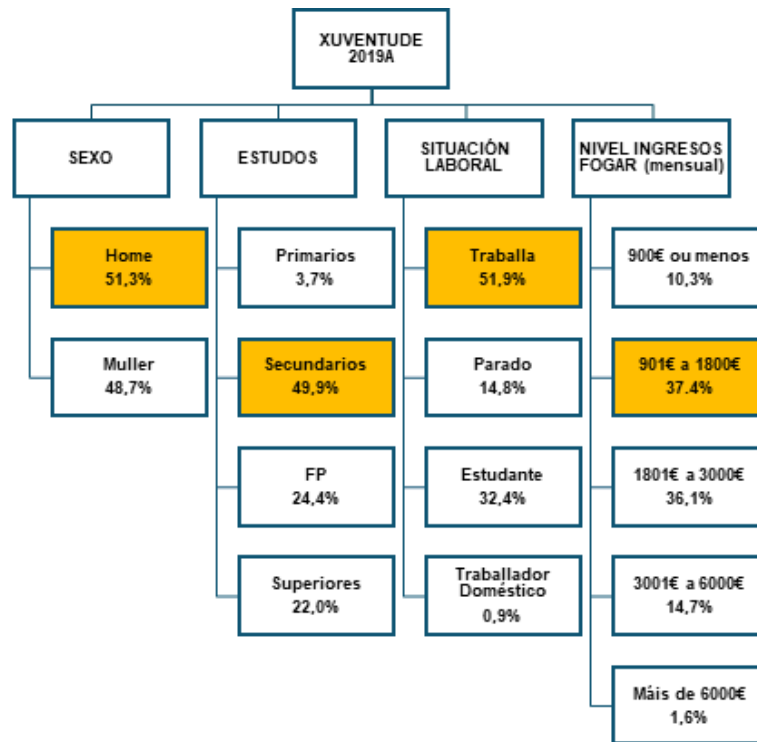 XUVENTUDE
2019A
SEXO
ESTUDOS
SITUACIÓN
LABORAL
NIVEL INGRESOS
FOGAR (mensual)
Home
51,3%
Primarios
3,7%
Traballa
51,9%
900€ ou menos
10,3%
Muller
48,7%
Secundarios
49,9%
Parado
14,8%
901€ a 1800€
37.4%
FP
24,4%
Estudante
32,4%
1801€ a 3000€
36,1%
Superiores
22,0%
Traballador
Doméstico
0,9%
3001€ a 6000€
14,7%
Máis de 6000€
1,6%